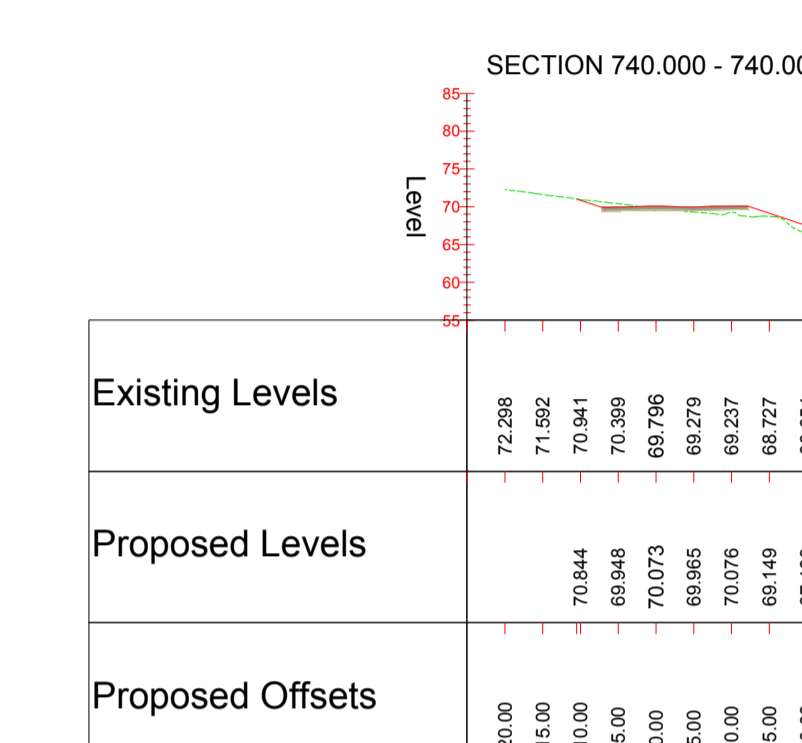 SECTION 740.000 - 740.00
85
80
75
70
65
60
55
Level
Existing Levels
72.298 71.592 70.941 70.399 69.796 69.279 69.237 68.727
Proposed Levels
70.844 69.948 70.073 69.965 70.076 69.149
Proposed Offsets
20.00 15.00 10.00 5.00 0.00 5.00 0.00 5.00